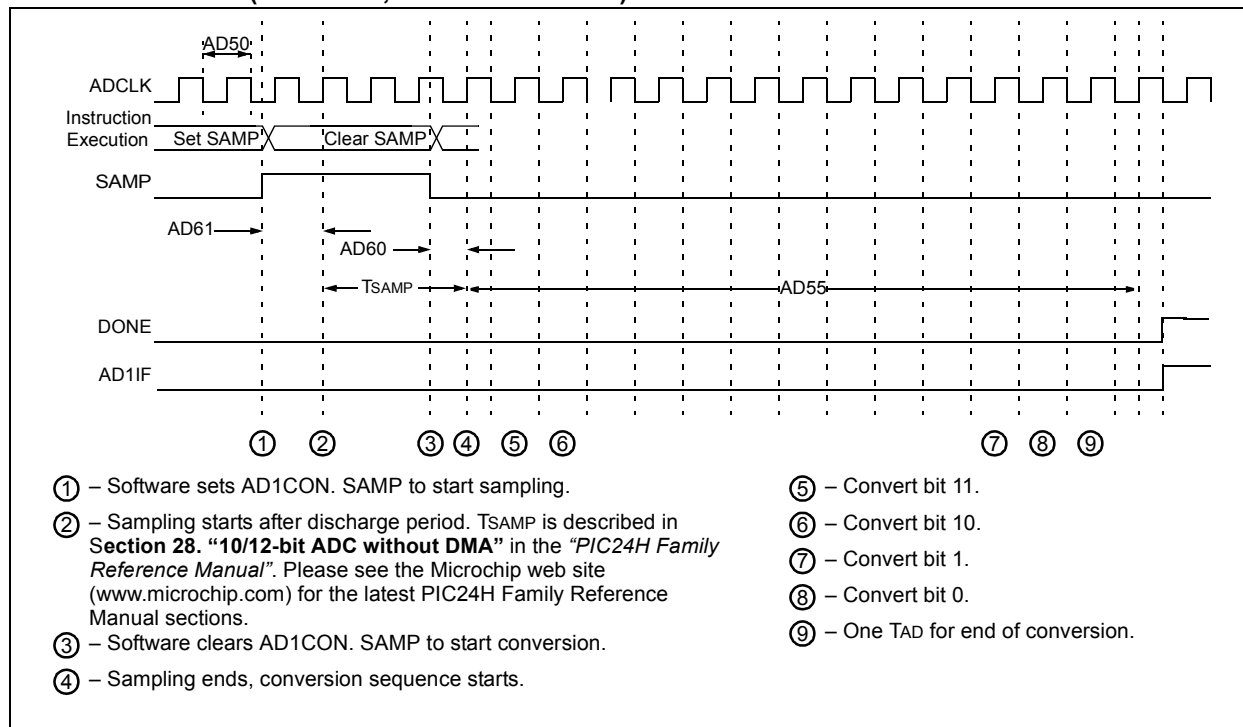 AD50
ADCLK
Instruction
Execution
Set SAMP
Clear SAMP
SAMP
AD61
AD60
TSAMP
AD55
DONE
AD1IF
1 2 3 4 5 6 7 8 9
1 – Software sets AD1CON. SAMP to start sampling.
2 – Sampling starts after discharge period. TSAMP is described in
Section 28. “10/12-bit ADC without DMA” in the “PIC24H Family
Reference Manual”. Please see the Microchip web site
(www.microchip.com) for the latest PIC24H Family Reference
Manual sections.
3 – Software clears AD1CON. SAMP to start conversion.
4 – Sampling ends, conversion sequence starts.
5 – Convert bit 11.
6 – Convert bit 10.
7 – Convert bit 1.
8 – Convert bit 0.
9 – One TAD for end of conversion.